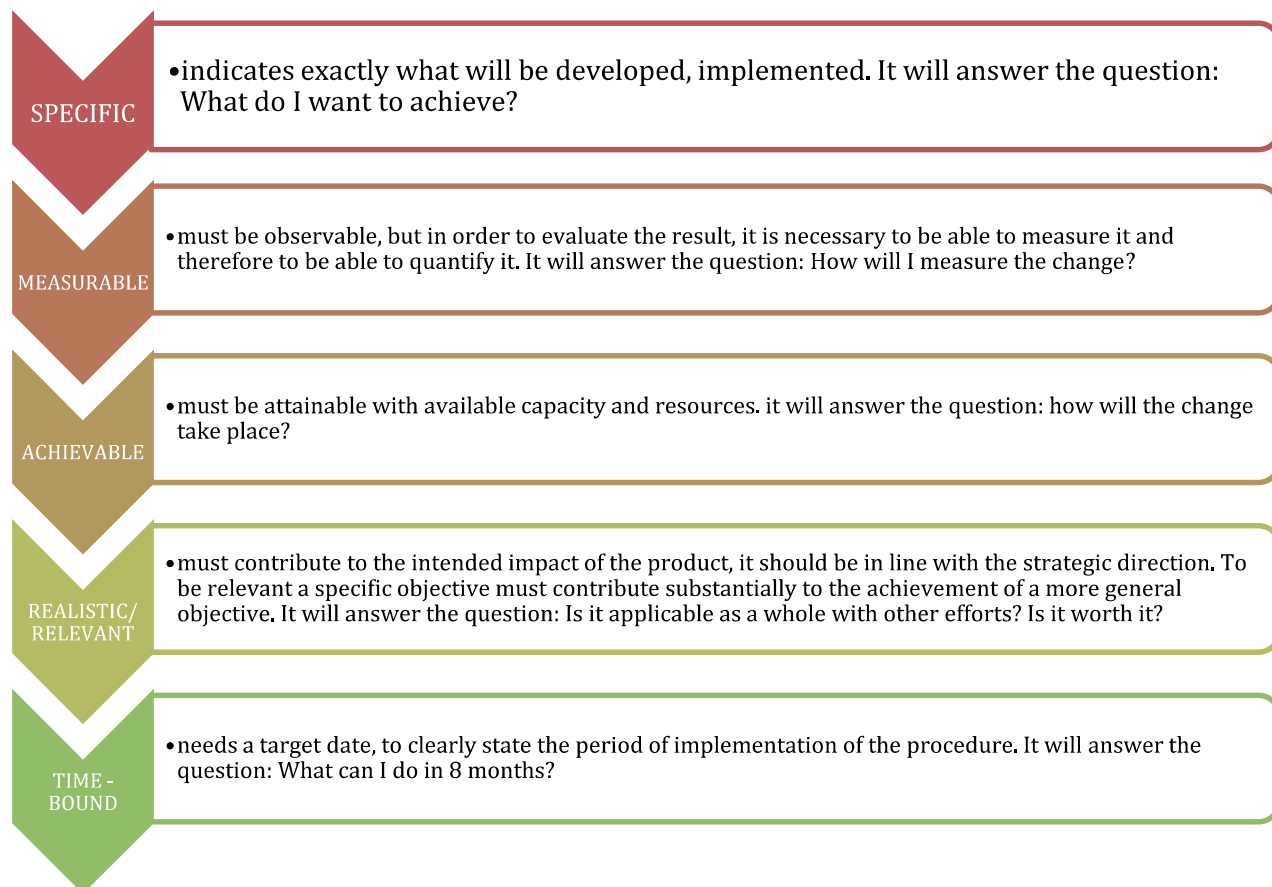 SPECIFIC
•indicates exactly what will be developed, implemented. It will answer the question:
What do I want to achieve?
MEASURABLE
•must be observable, but in order to evaluate the result, it is necessary to be able to measure it and
therefore to be able to quantify it. It will answer the question: How will I measure the change?
ACHIEVABLE
•must be attainable with available capacity and resources. it will answer the question: how will the change
take place?
REALISTIC/
RELEVANT
•must contribute to the intended impact of the product, it should be in line with the strategic direction. To
be relevant a specific objective must contribute substantially to the achievement of a more general
objective. It will answer the question: Is it applicable as a whole with other efforts? Is it worth it?
TIME -
BOUND
•needs a target date, to clearly state the period of implementation of the procedure. It will answer the
question: What can I do in 8 months?